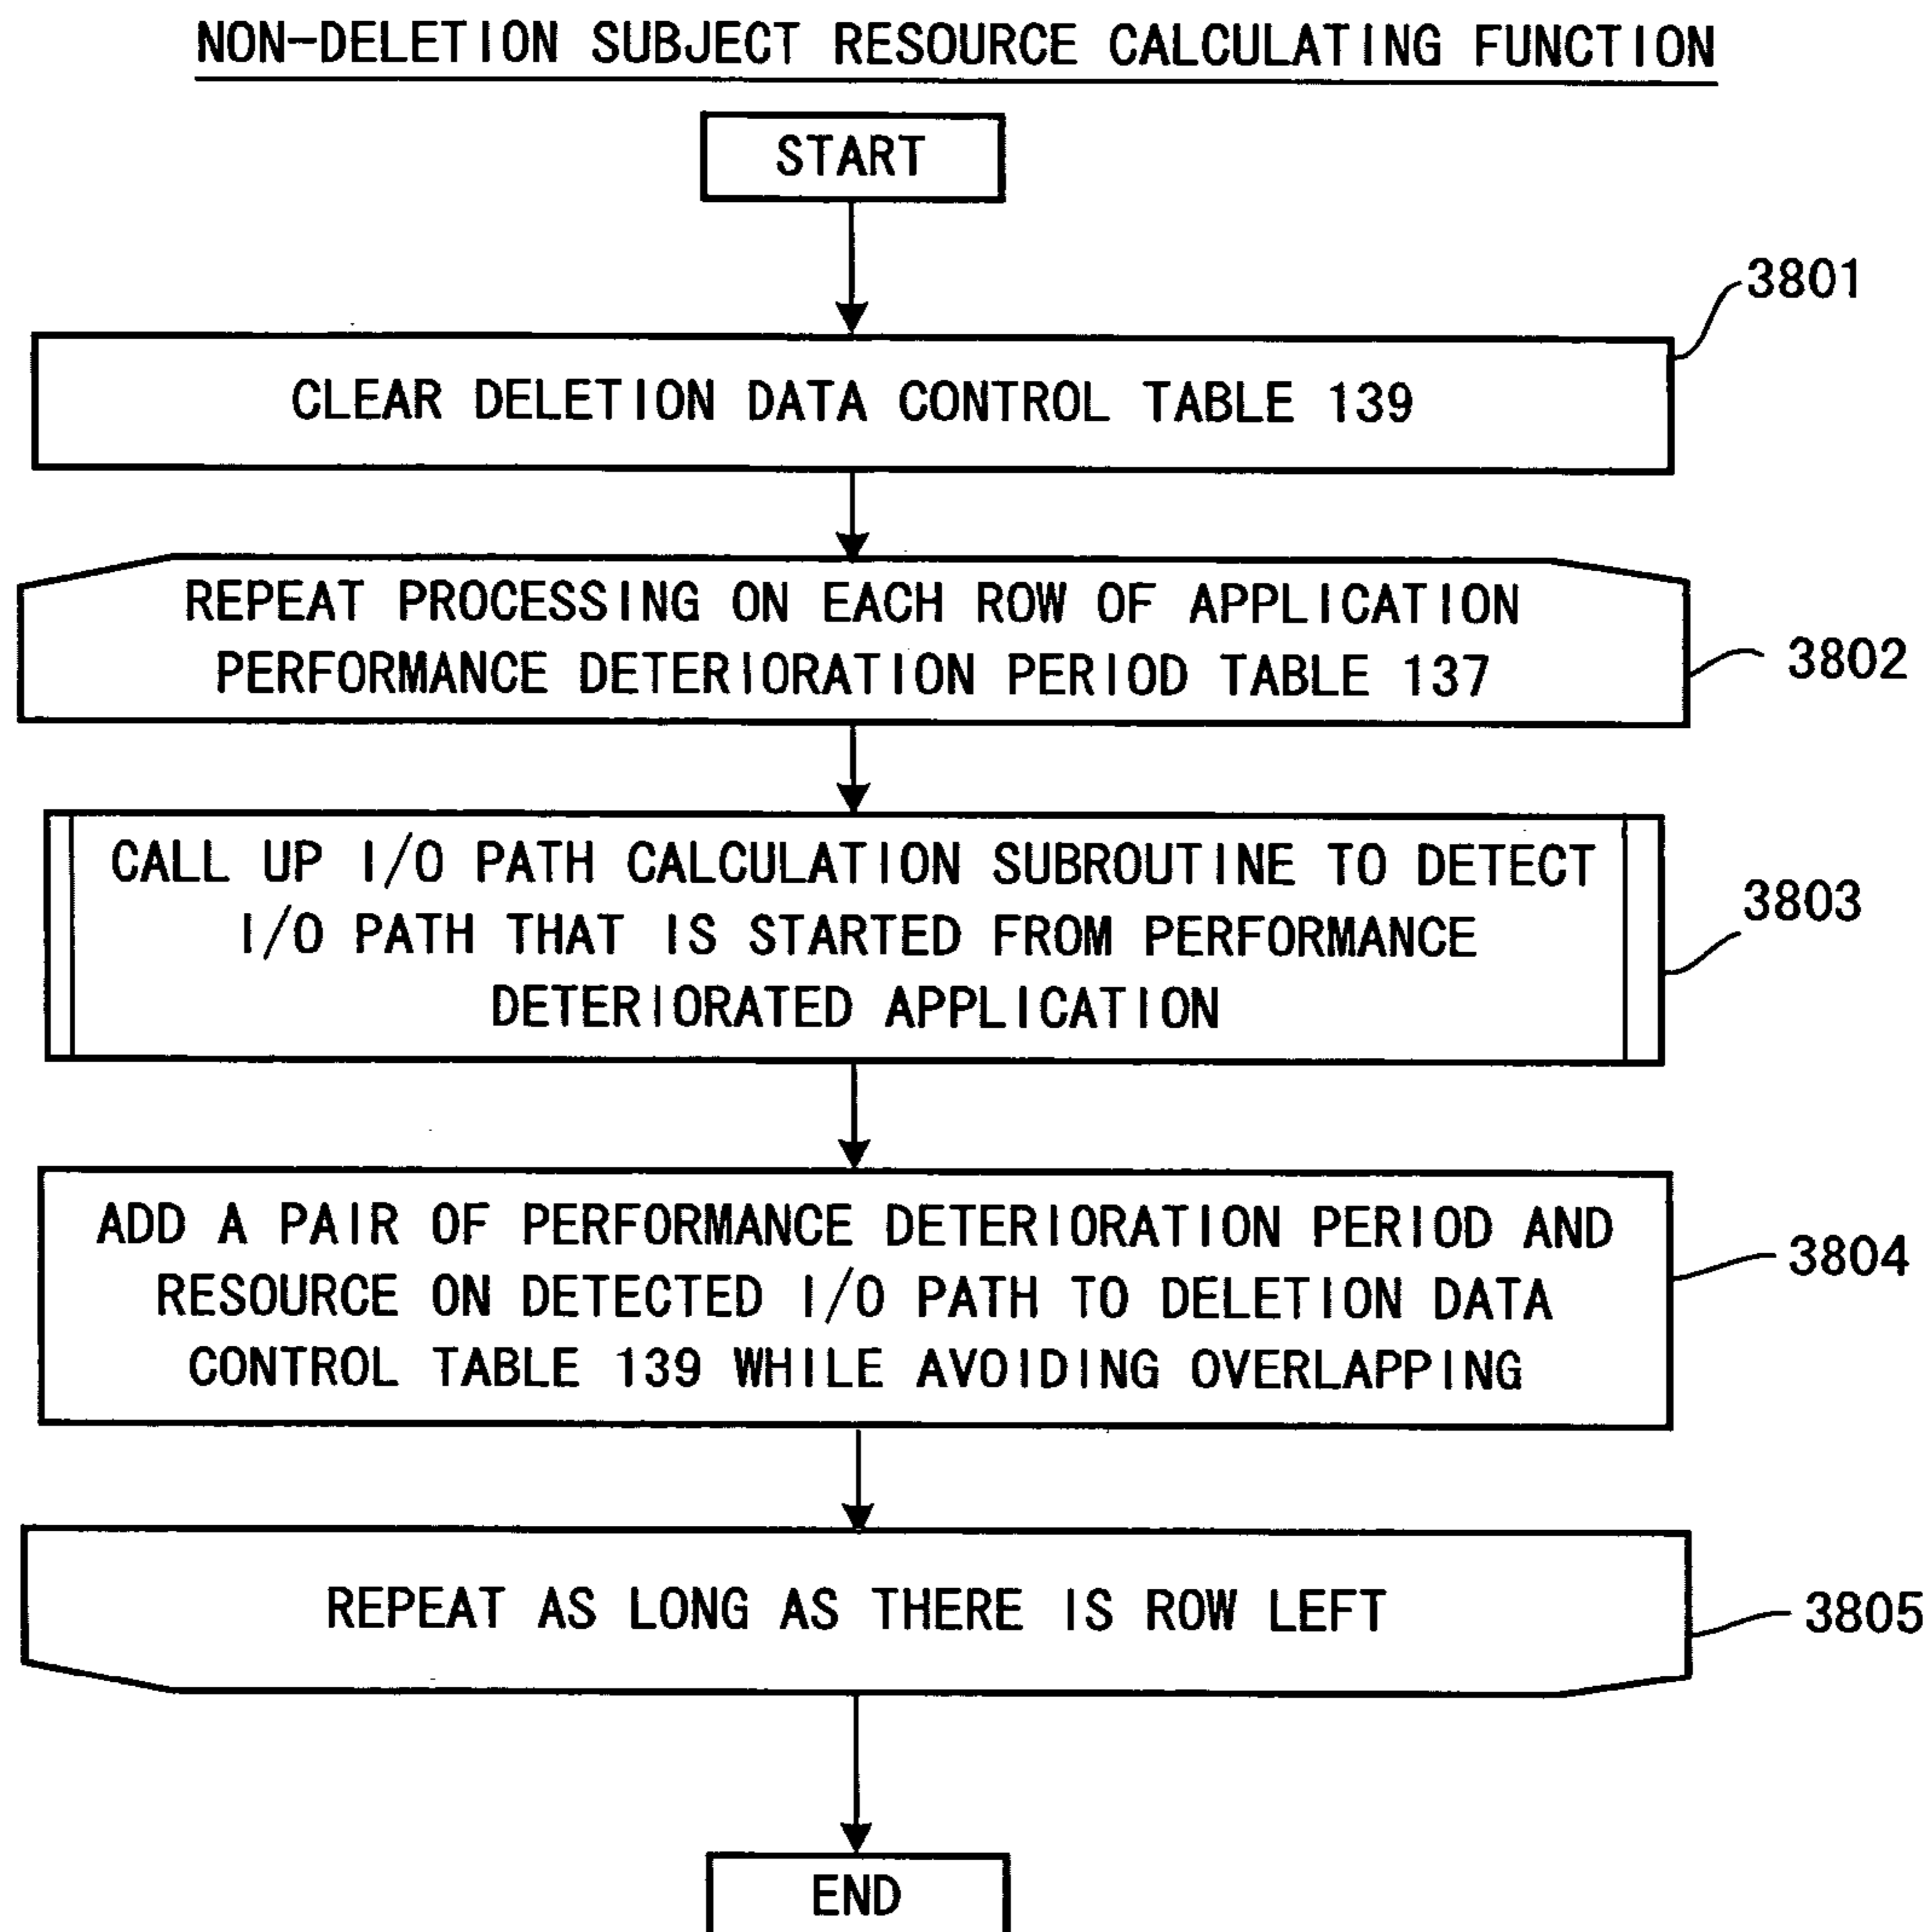 NON-DELETION SUBJECT RESOURCE CALCULATING FUNCTION
START
3801
CLEAR DELETION DATA CONTROL TABLE 139
REPEAT PROCESSING ON EACH ROW OF APPLICATION
PERFORMANCE DETERIORATION PERIOD TABLE 137
3802
CALL UP I/O PATH CALCULATION SUBROUTINE TO DETECT
I/O PATH THAT IS STARTED FROM PERFORMANCE
DETERIORATED APPLICATION
3803
ADD A PAIR OF PERFORMANCE DETERIORATION PERIOD AND
RESOURCE ON DETECTED I/O PATH TO DELETION DATA
CONTROL TABLE 139 WHILE AVOIDING OVERLAPPING
3804
REPEAT AS LONG AS THERE IS ROW LEFT
3805
END